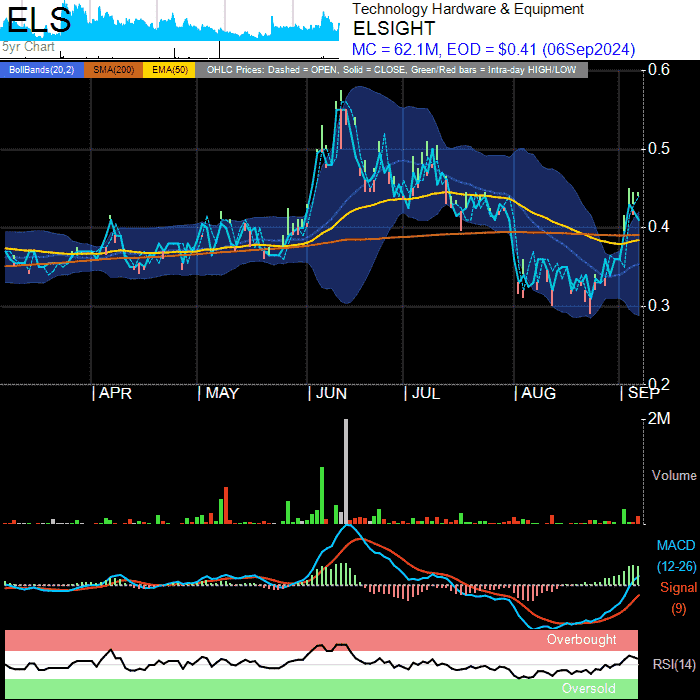 ELS
5yr Chart
Technology Hardware & Equipment
ELSIGHT
MC = 62.1M, EOD = $0.41 (06Sep2024)
BollBands(20,2) SMA(200) EMA(50) OHLC Prices: Dashed = OPEN, Solid = CLOSE, Green/Red bars = Intra-day HIGH/LOW
0.6
0.5
0.4
0.3
0.2
| APR | MAY | JUN | JUL | AUG | SEP
2M
Volume
MACD
(12-26)
Signal
(9)
Overbought
RSI(14)
Oversold